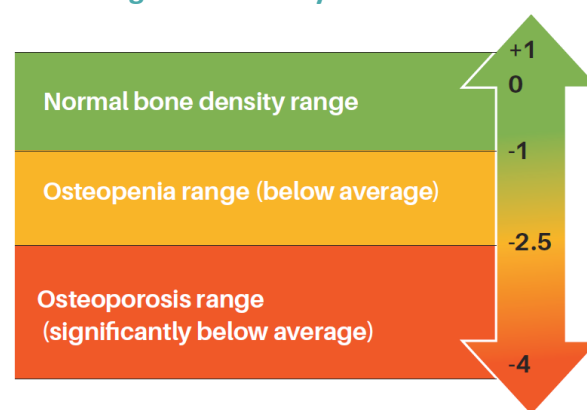 +1
0
Normal bone density range
-1
Osteopenia range (below average)
-2.5
Osteoporosis range
(significantly below average)
-4